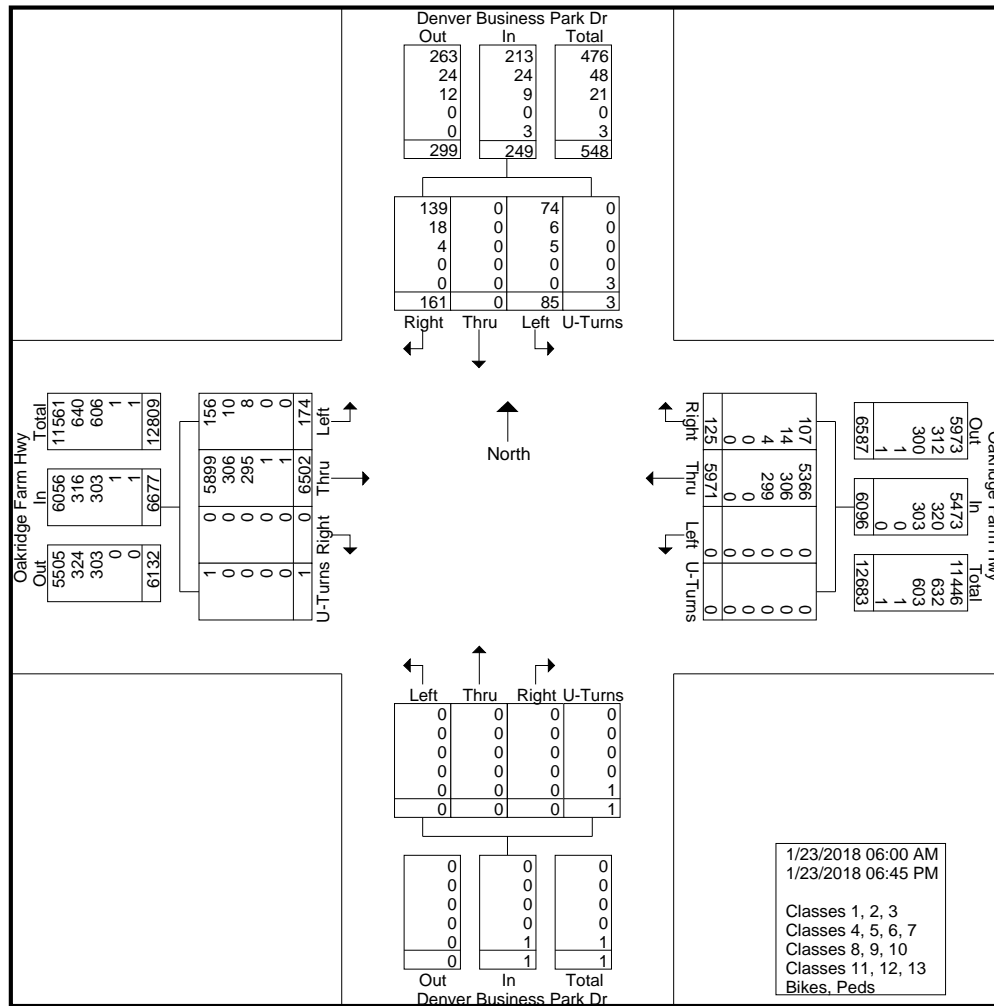 Denver Business Park Dr
Out In Total
263 213 476
24 24 48
12 9 21
0 0 0
0 3 3
299 249 548
139 0 74 0
18 0 6 0
4 0 5 0
0 0 0 0
0 0 0 3
161 0 85 3
Right Thru Left U-Turns
Oakridge Farm Hwy
Total In Out
11561 6056 5505
640 316 324
606 303 303
1 1 0
1 1 0
12809 6677 6132
156 5899 0 1
10 306 0 0
8 295 0 0
0 1 0 0
0 1 0 0
174 6502 0 1
Left Thru Right U-Turns
North
Right Thru Left U-Turns
107 5366 0 0
14 306 0 0
4 299 0 0
0 0 0 0
0 0 0 0
125 5971 0 0
Oakridge Farm Hwy
Out In Total
5973 5473 11446
312 320 632
300 303 603
1 0 1
1 0 1
6587 6096 12683
Left Thru Right U-Turns
0 0 0 0
0 0 0 0
0 0 0 0
0 0 0 0
0 0 0 1
0 0 0 1
0 0 0
0 0 0
0 0 0
0 0 0
0 1 1
0 1 1
Out In Total
Denver Business Park Dr
1/23/2018 06:00 AM
1/23/2018 06:45 PM
Classes 1, 2, 3
Classes 4, 5, 6, 7
Classes 8, 9, 10
Classes 11, 12, 13
Bikes, Peds